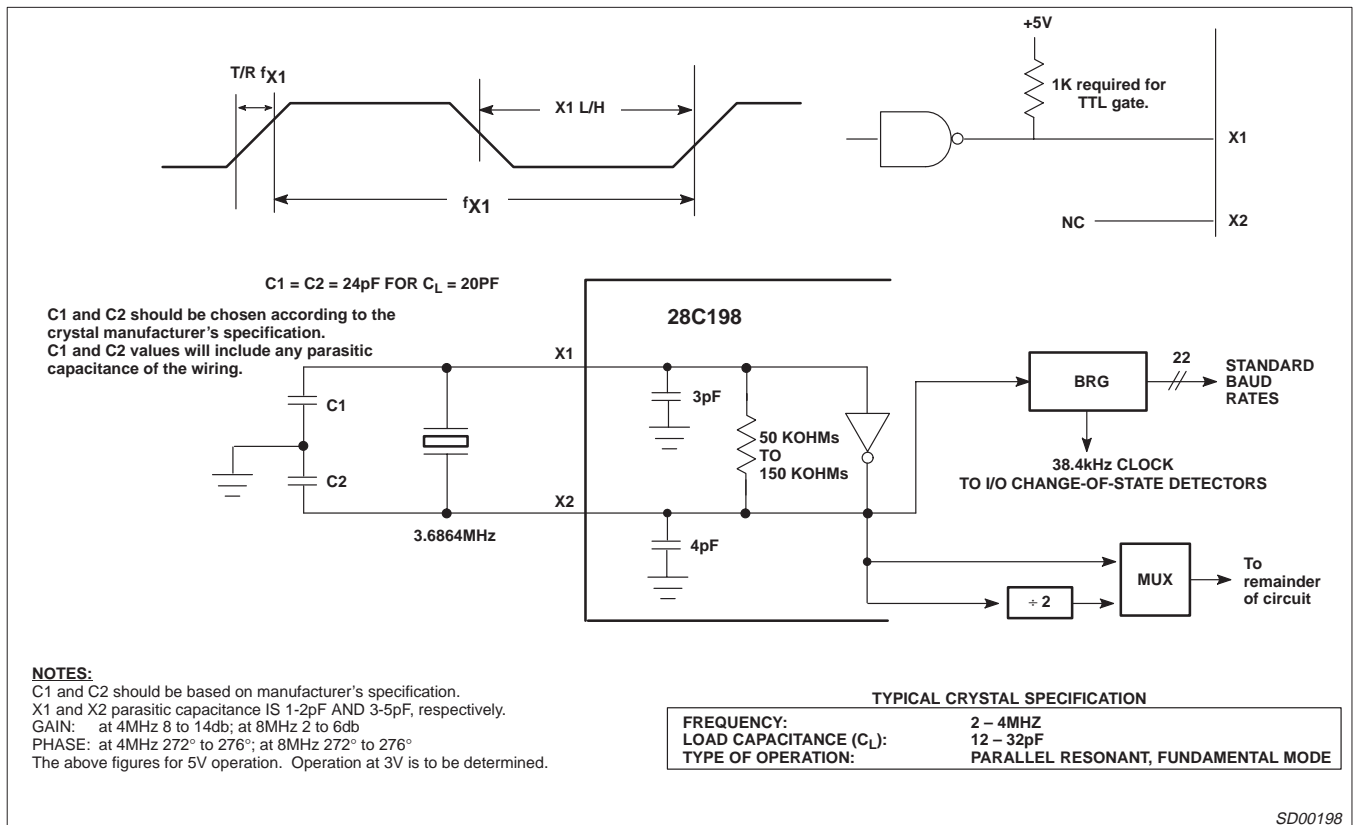 +5V
T/R fX1
1K required for
TTL gate.
X1 L/H
X1
fX1
NC
X2
C1 = C2 = 24pF FOR CL = 20PF
C1 and C2 should be chosen according to the
crystal manufacturer's specification.
C1 and C2 values will include any parasitic
capacitance of the wiring.
28C198
X1
C1
C2
X2
3.6864MHz
3pF
50 KOHMs
TO
150 KOHMs
4pF
BRG
22
STANDARD
BAUD
RATES
38.4kHz CLOCK
TO I/O CHANGE-OF-STATE DETECTORS
÷ 2
MUX
To
remainder
of circuit
NOTES:
C1 and C2 should be based on manufacturer's specification.
X1 and X2 parasitic capacitance IS 1-2pF AND 3-5pF, respectively.
GAIN: at 4MHz 8 to 14db; at 8MHz 2 to 6db
PHASE: at 4MHz 272° to 276°; at 8MHz 272° to 276°
The above figures for 5V operation. Operation at 3V is to be determined.
TYPICAL CRYSTAL SPECIFICATION
FREQUENCY: 2 – 4MHZ
LOAD CAPACITANCE (CL): 12 – 32pF
TYPE OF OPERATION: PARALLEL RESONANT, FUNDAMENTAL MODE
SD00198